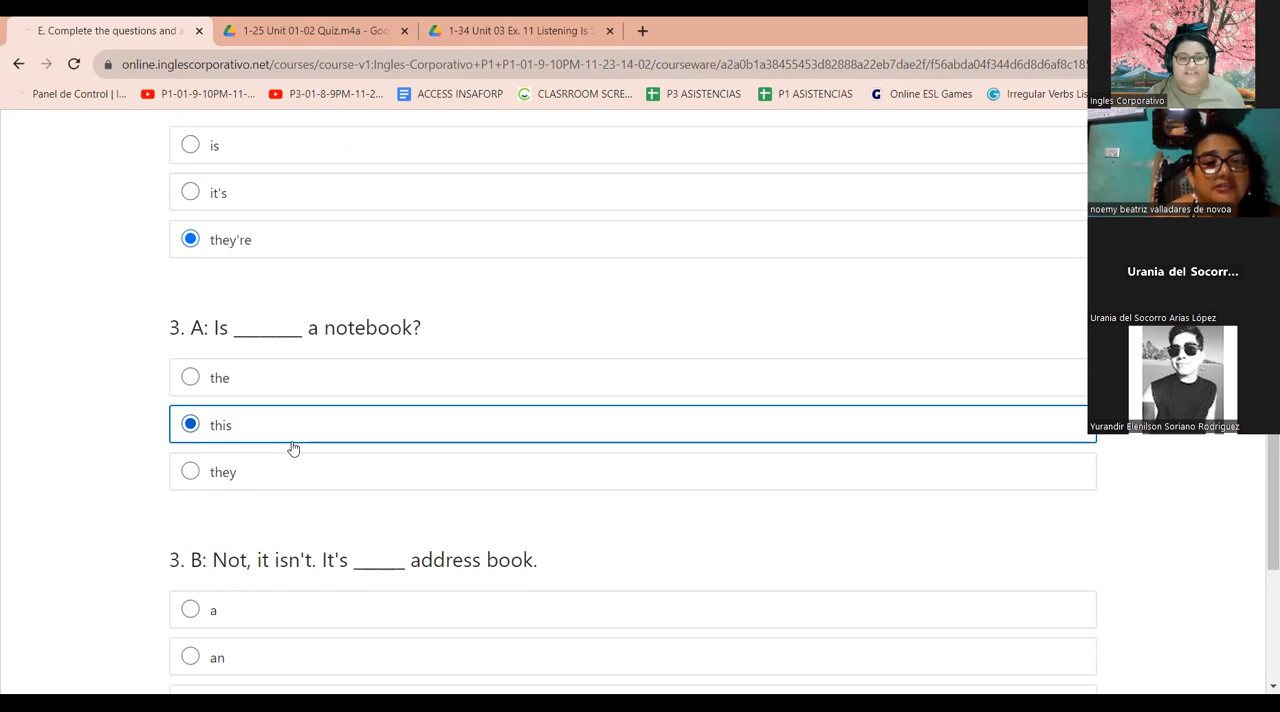 E. Complete the questions and a
1-25 Unit 01-02 Quiz.m4a - Goo
1-34 Unit 03 Ex. 11 Listening Is S
online.inglescorporativo.net/courses/course-v1:Ingles-Corporativo+P1+P1-01-9-10PM-11-23-14-02/courseware/a2a0b1a38455453d82888a22eb7dae2f/f56abda04f344d6d8d6af8c185
Panel de Control | I...
P1-01-9-10PM-11-...
P3-01-8-9PM-11-2...
ACCESS INSAFORP
CLASRROOM SCRE...
P3 ASISTENCIAS
P1 ASISTENCIAS
Online ESL Games
Irregular Verbs Lis
is
it's
they're
3. A: Is ________ a notebook?
the
this
they
3. B: Not, it isn't. It's ______ address book.
a
an
Ingles Corporativo
noemy beatriz valladares de novoa
Urania del Socorr...
Urania del Socorro Arias López
Yurandir Elenilson Soriano Rodriguez